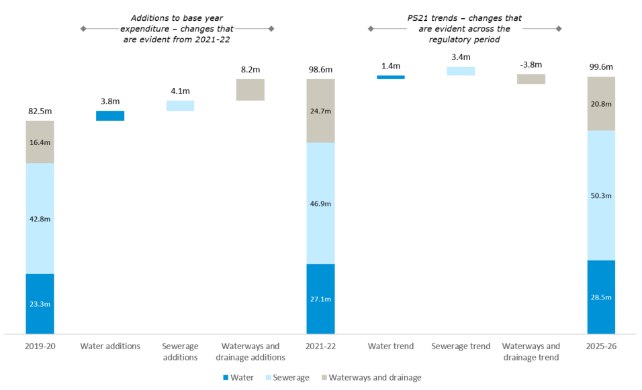 Additions to base year
expenditure – changes that
are evident from 2021-22
PS21 trends – changes that
are evident across the
regulatory period
82.5m
3.8m
4.1m
8.2m
98.6m
1.4m
3.4m
-3.8m
99.6m
16.4m
24.7m
20.8m
42.8m
46.9m
50.3m
23.3m
27.1m
28.5m
2019-20
Water additions
Sewerage
additions
Waterways and
drainage additions
2021-22
Water trend
Sewerage trend
Waterways and
drainage trend
2025-26
Water
Sewerage
Waterways and drainage